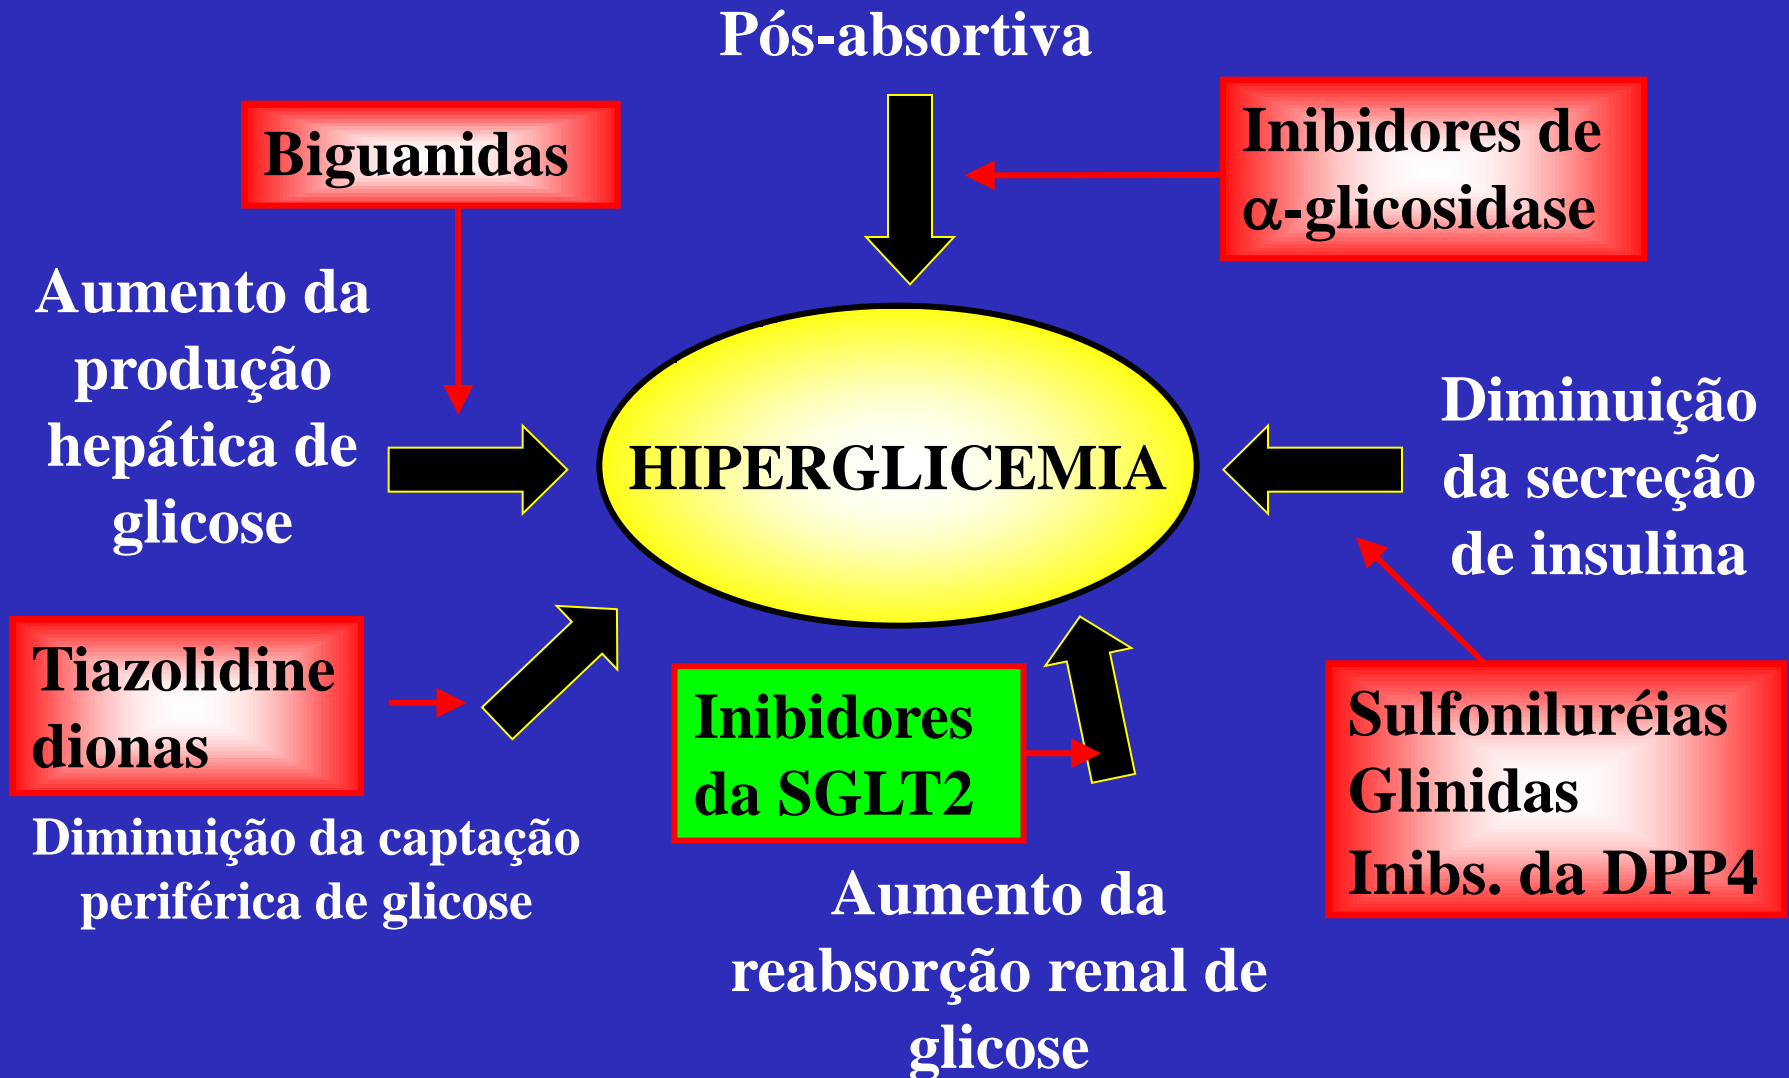 Pós-absortiva
Biguanidas
Inibidores de
α-glicosidase
Aumento da
produção
hepática de
glicose
HIPERGLICEMIA
Diminuição
da secreção
de insulina
Tiazolidine
dionas
Diminuição da captação
periférica de glicose
Inibidores
da SGLT2
Aumento da
reabsorção renal de
glicose
Sulfoniluréias
Glinidas
Inibs. da DPP4